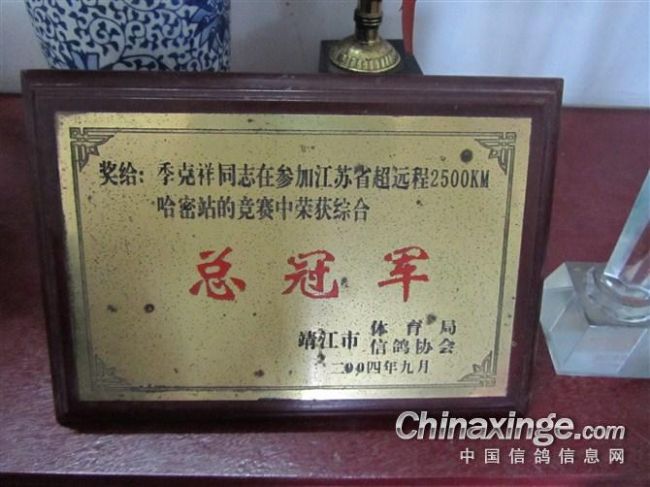 奖给：季克祥同志在参加江苏省超远程2500KM
哈密站的竞赛中荣获综合
总冠军
靖江市 体育局
信鸽协会
二00四年九月
Chinaxinge.com
中国信鸽信息网